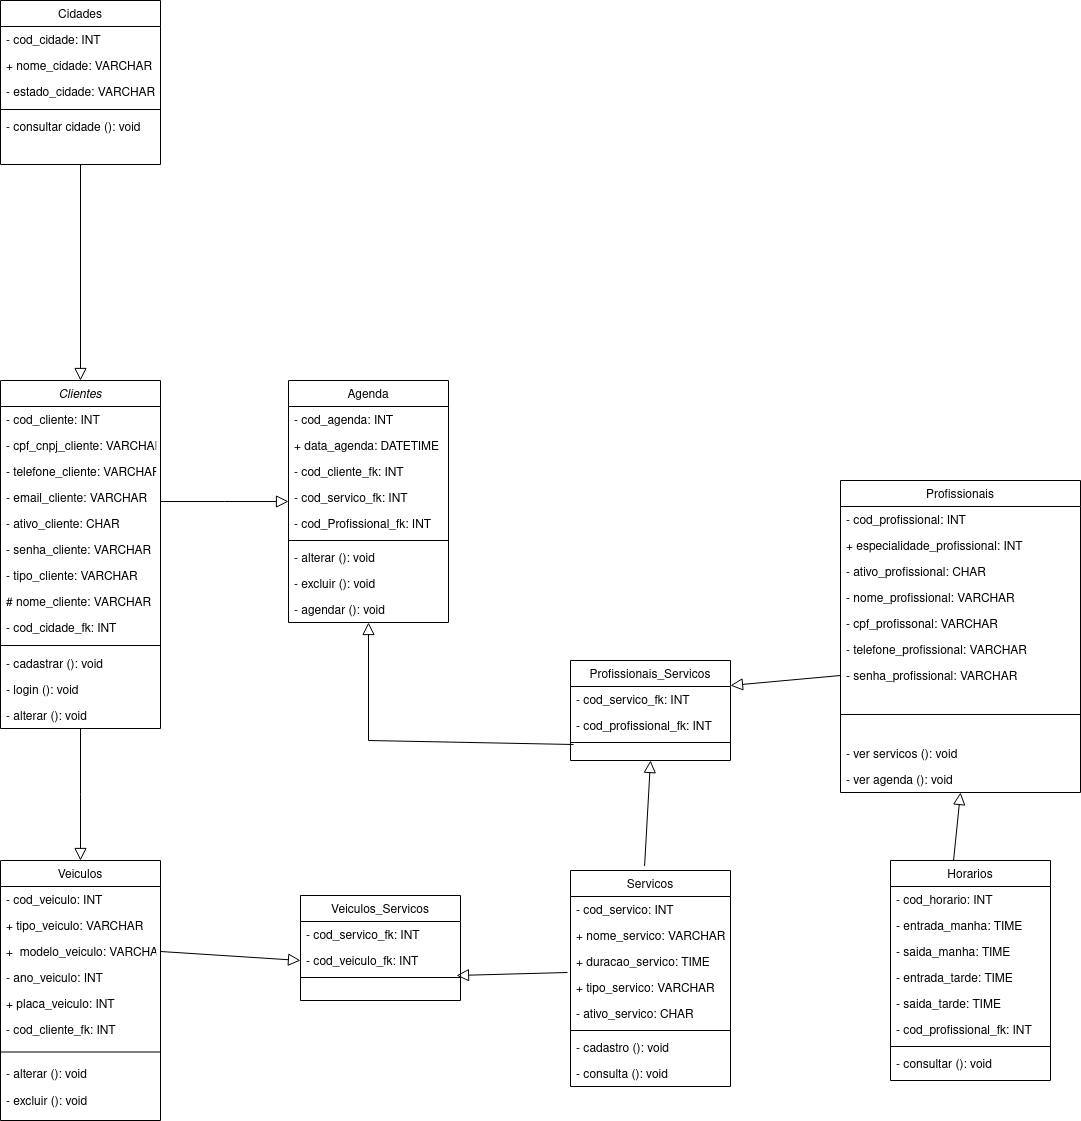 Cidades
- cod_cidade: INT
+ nome_cidade: VARCHAR
- estado_cidade: VARCHAR
- consultar cidade (): void
Clientes
- cod_cliente: INT
- cpf_cnpj_cliente: VARCHA
- telefone_cliente: VARCHA
- email_cliente: VARCHAR
- ativo_cliente: CHAR
- senha_cliente: VARCHAR
- tipo_cliente: VARCHAR
# nome_cliente: VARCHAR
- cod_cidade_fk: INT
- cadastrar (): void
- login (): void
- alterar (): void
Agenda
- cod_agenda: INT
+ data_agenda: DATETIME
- cod_cliente_fk: INT
- cod_servico_fk: INT
- cod_Profissional_fk: INT
- alterar (): void
- excluir (): void
- agendar (): void
Profissionais
- cod_profissional: INT
+ especialidade_profissional: INT
- ativo_profissional: CHAR
- nome_profissional: VARCHAR
- cpf_profissonal: VARCHAR
- telefone_profissional: VARCHAR
- senha_profissional: VARCHAR
- ver servicos (): void
- ver agenda (): void
Profissionais_Servicos
- cod_servico_fk: INT
- cod_profissional_fk: INT
Veiculos
- cod_veiculo: INT
+ tipo_veiculo: VARCHAR
+  modelo_veiculo: VARCHA
- ano_veiculo: INT
+ placa_veiculo: INT
- cod_cliente_fk: INT
- alterar (): void
- excluir (): void
Veiculos_Servicos
- cod_servico_fk: INT
- cod_veiculo_fk: INT
Servicos
- cod_servico: INT
+ nome_servico: VARCHAR
+ duracao_servico: TIME
+ tipo_servico: VARCHAR
- ativo_servico: CHAR
- cadastro (): void
- consulta (): void
Horarios
- cod_horario: INT
- entrada_manha: TIME
- saida_manha: TIME
- entrada_tarde: TIME
- saida_tarde: TIME
- cod_profissional_fk: INT
- consultar (): void